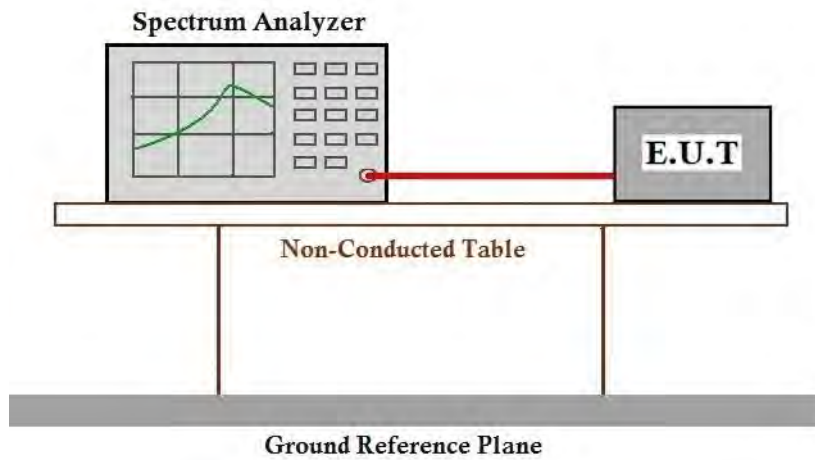 Spectrum Analyzer
E.U.T
Non-Conducted Table
Ground Reference Plane